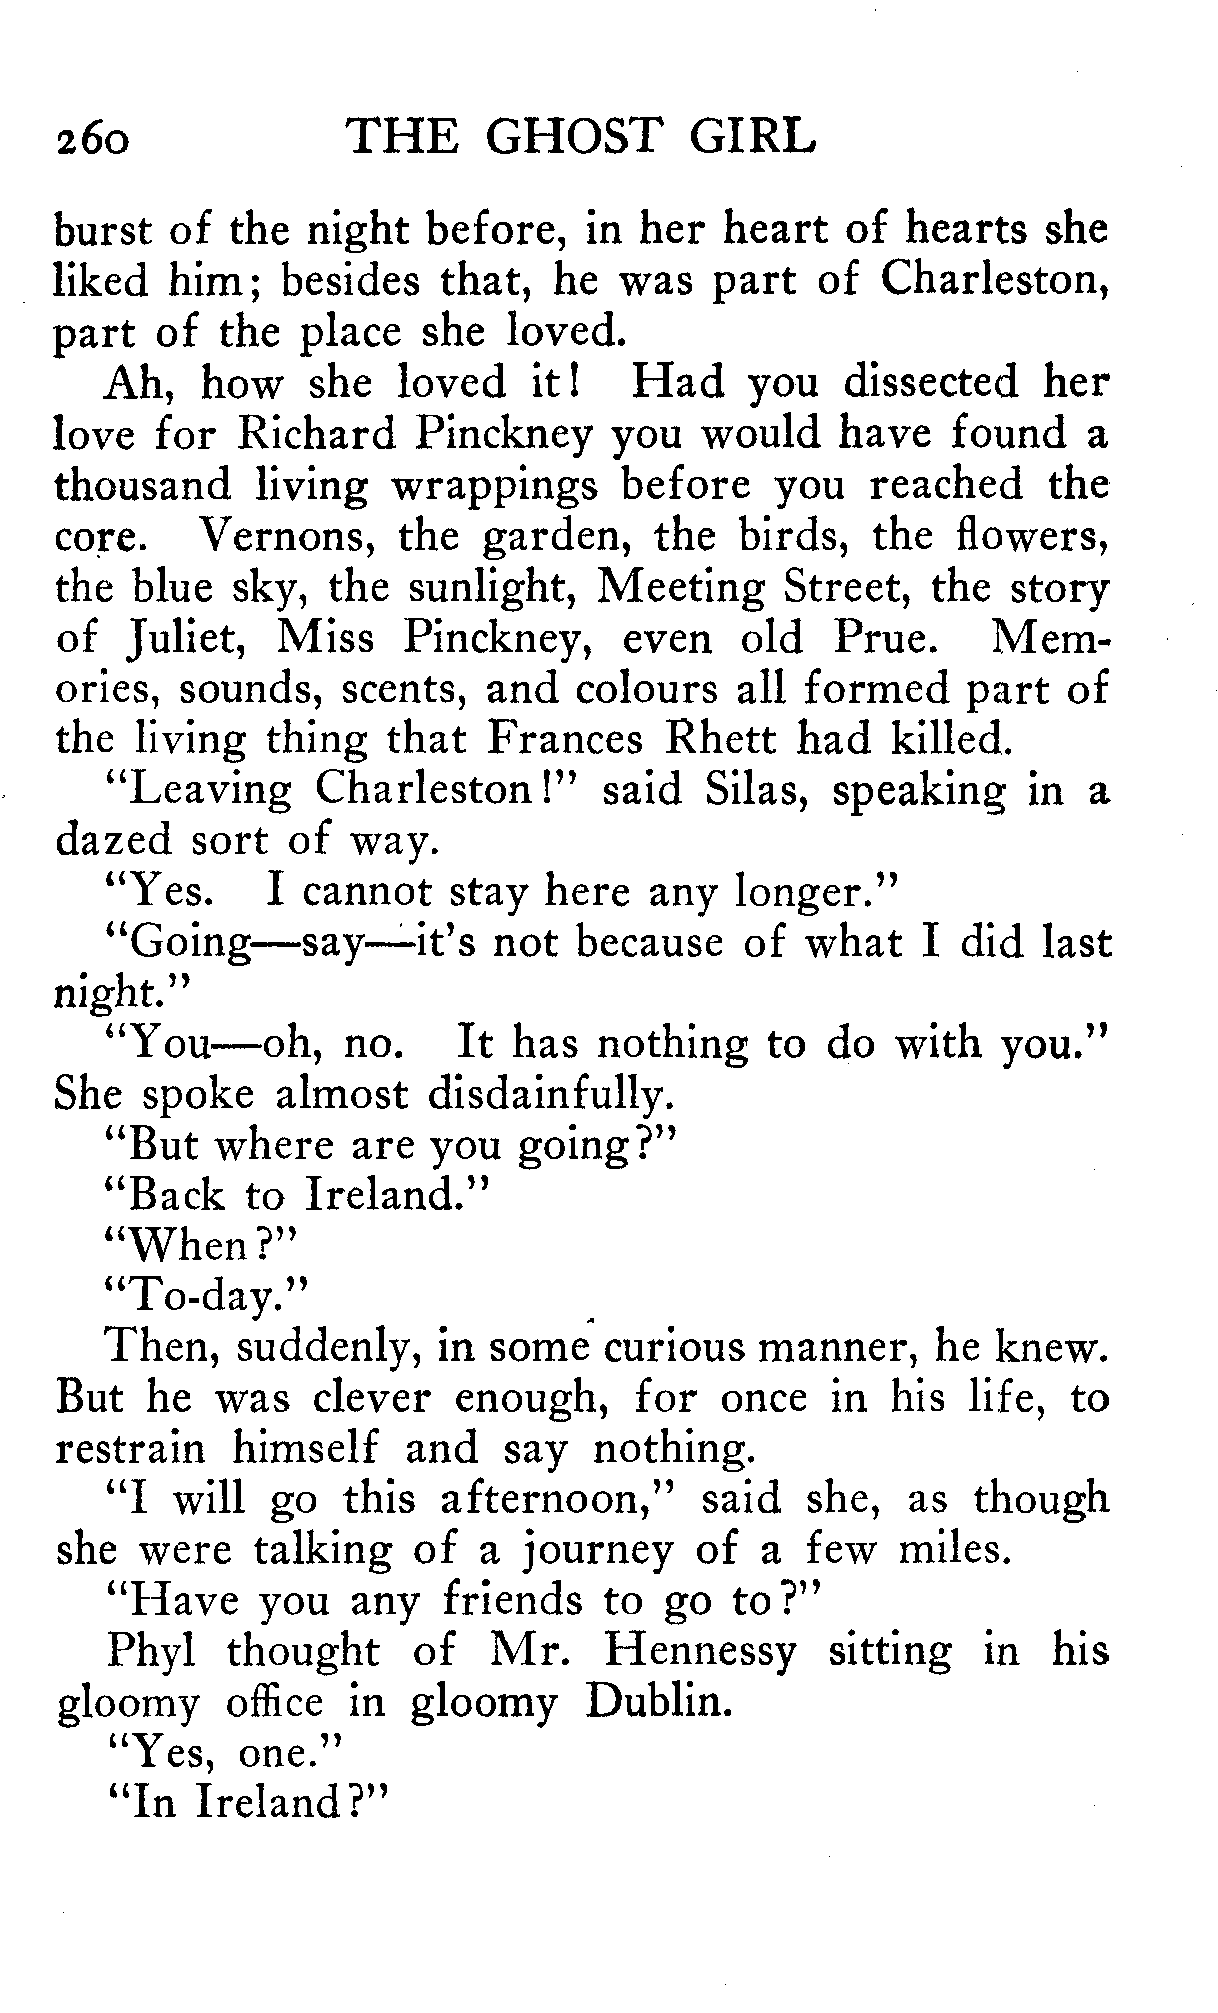 260 THE GHOST GIRL
burst of the night before, in her heart of hearts she
liked him; besides that, he was part of Charleston,
part of the place she loved.
Ah, how she loved it! Had you dissected her
love for Richard Pinckney you would have found a
thousand living wrappings before you reached the
core. Vernons, the garden, the birds, the flowers,
the blue sky, the sunlight, Meeting Street, the story
of Juliet, Miss Pinckney, even old Prue. Mem-
ories, sounds, scents, and colours all formed part of
the living thing that Frances Rhett had killed.
"Leaving Charleston!" said Silas, speaking in a
dazed sort of way.
"Yes. I cannot stay here any longer."
"Going—say—it's not because of what I did last
night."
"You—oh, no. It has nothing to do with you."
She spoke almost disdainfully.
"But where are you going?"
"Back to Ireland."
"When?"
"To-day."
Then, suddenly, in some curious manner, he knew.
But he was clever enough, for once in his life, to
restrain himself and say nothing.
"I will go this afternoon," said she, as though
she were talking of a journey of a few miles.
"Have you any friends to go to?"
Phyl thought of Mr. Hennessy sitting in his
gloomy office in gloomy Dublin.
"Yes, one."
"In Ireland?"